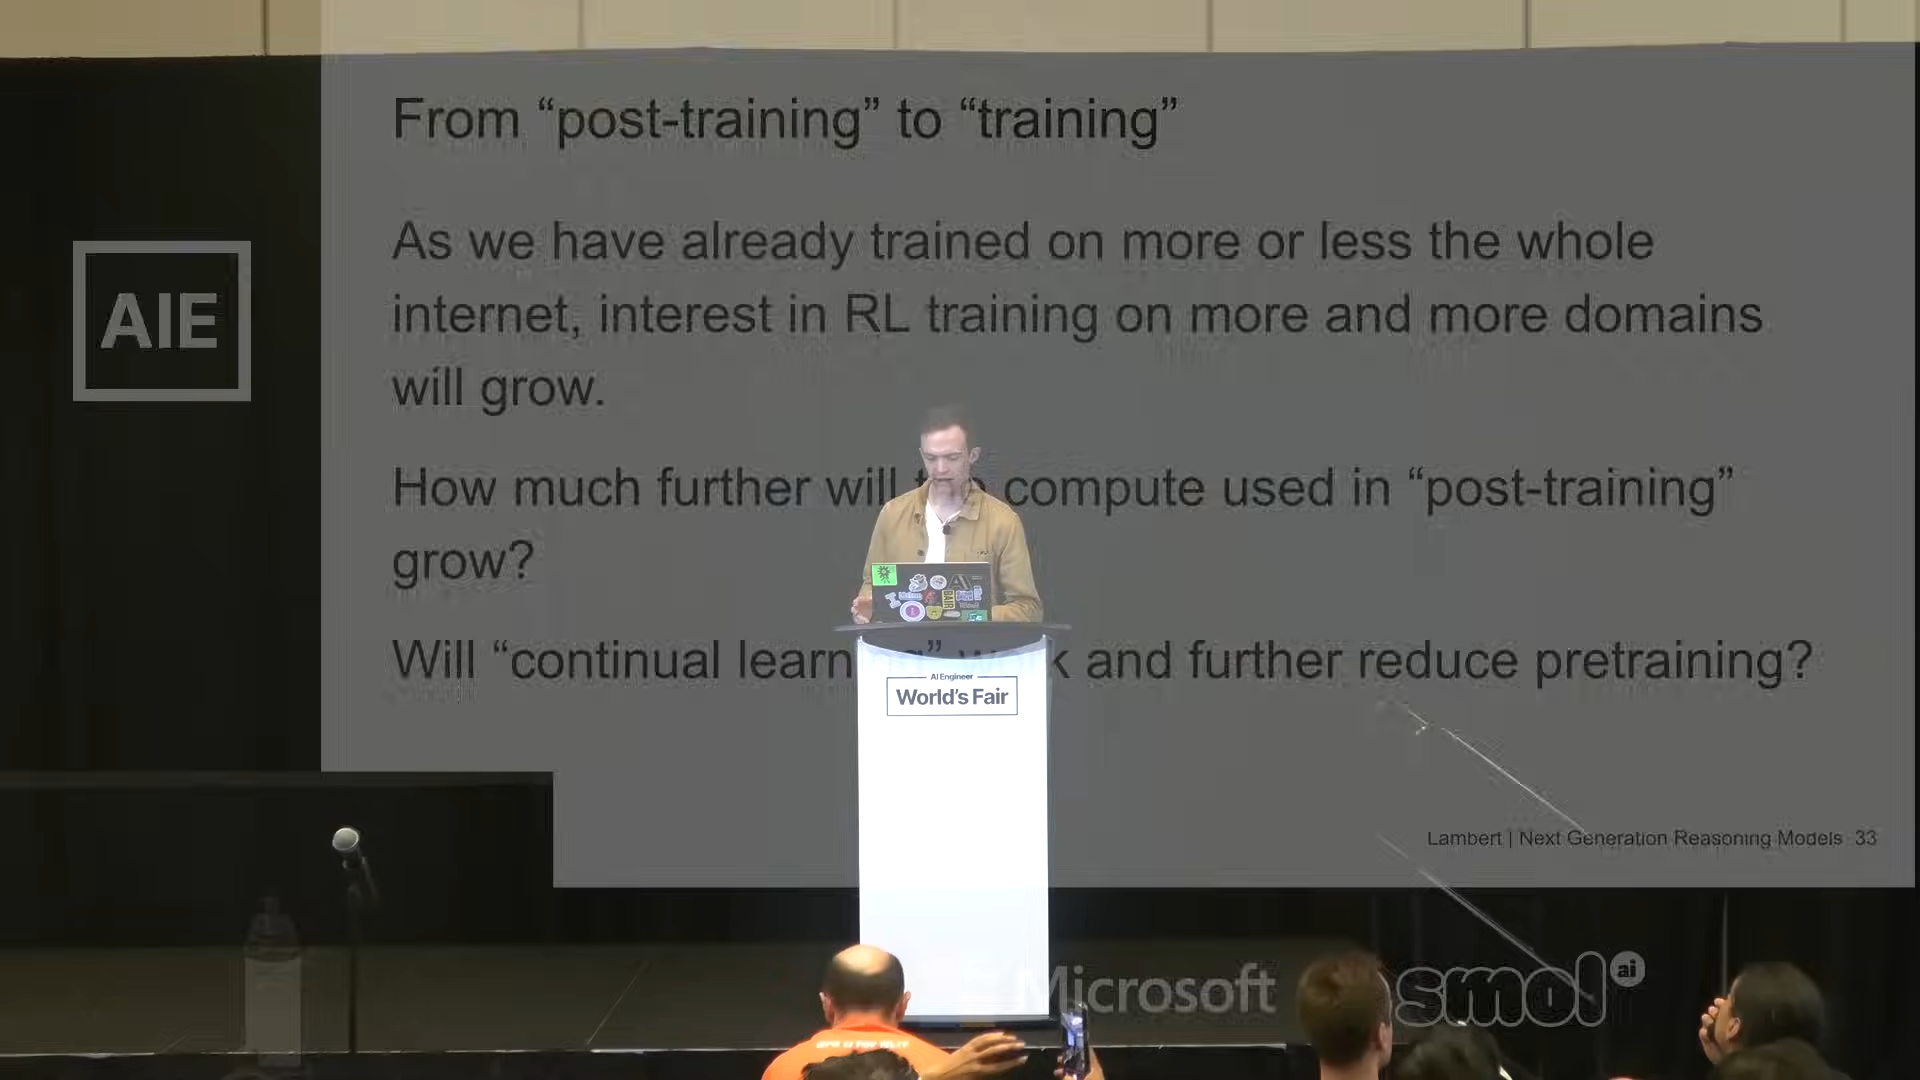 From “post-training” to “training”
As we have already trained on more or less the whole
internet, interest in RL training on more and more domains
will grow.
How much further will compute used in “post-training”
grow?
Will “continual and further reduce pretraining?
AIE
AI Engineer
World's Fair
Lambert | Next Generation Reasoning Models 33
Microsoft
smol ai